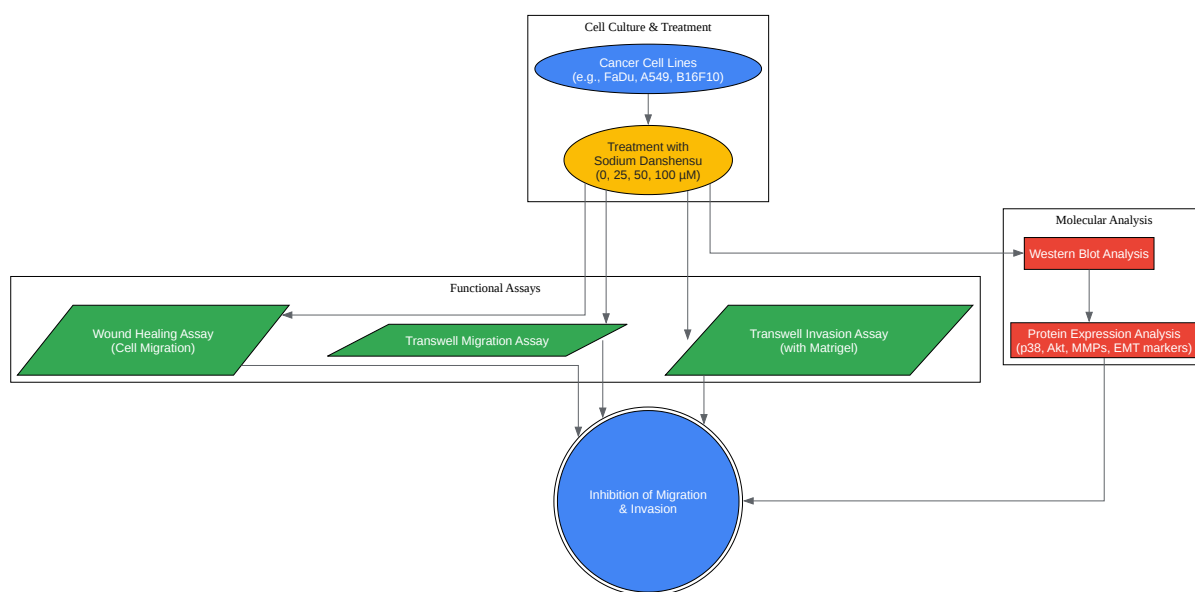 Cell Culture & Treatment
Cancer Cell Lines
(e.g., FaDu, A549, B16F10)
Treatment with
Sodium Danshensu
(0, 25, 50, 100 µM)
Molecular Analysis
Western Blot Analysis
Protein Expression Analysis
(p38, Akt, MMPs, EMT markers)
Functional Assays
Wound Healing Assay
(Cell Migration)
Transwell Migration Assay
Transwell Invasion Assay
(with Matrigel)
Inhibition of Migration
& Invasion